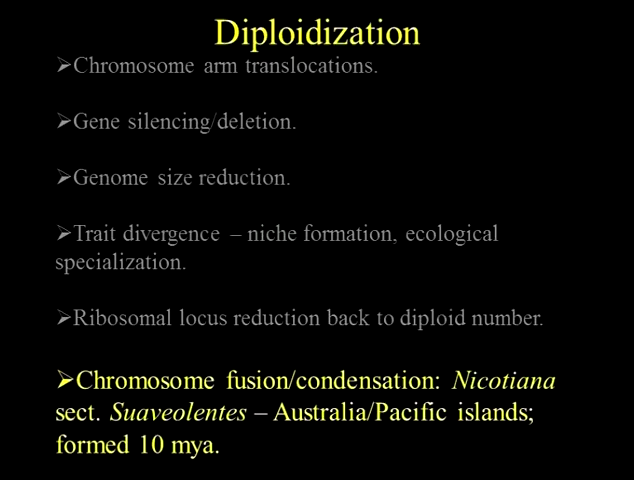 Diploidization
➢Chromosome arm translocations.
➢Gene silencing/deletion.
➢Genome size reduction.
➢Trait divergence – niche formation, ecological
specialization.
➢Ribosomal locus reduction back to diploid number.
➢Chromosome fusion/condensation: Nicotiana
sect. Suaveolentes – Australia/Pacific islands;
formed 10 mya.